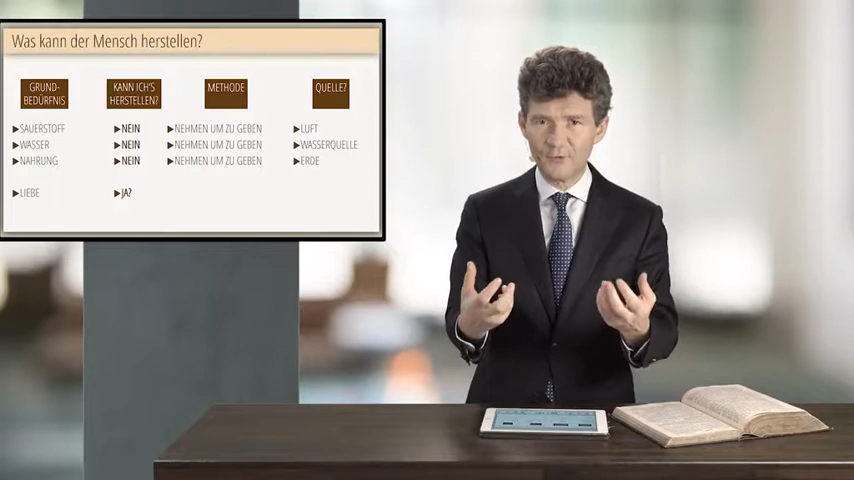 Was kann der Mensch herstellen?
GRUND-
BEDÜRFNIS
KANN ICH'S
HERSTELLEN?
METHODE
QUELLE?
SAUERSTOFF NEIN NEHMEN UM ZU GEBEN LUFT
WASSER NEIN NEHMEN UM ZU GEBEN WASSERQUELLE
NAHRUNG NEIN NEHMEN UM ZU GEBEN ERDE
LIEBE JA?